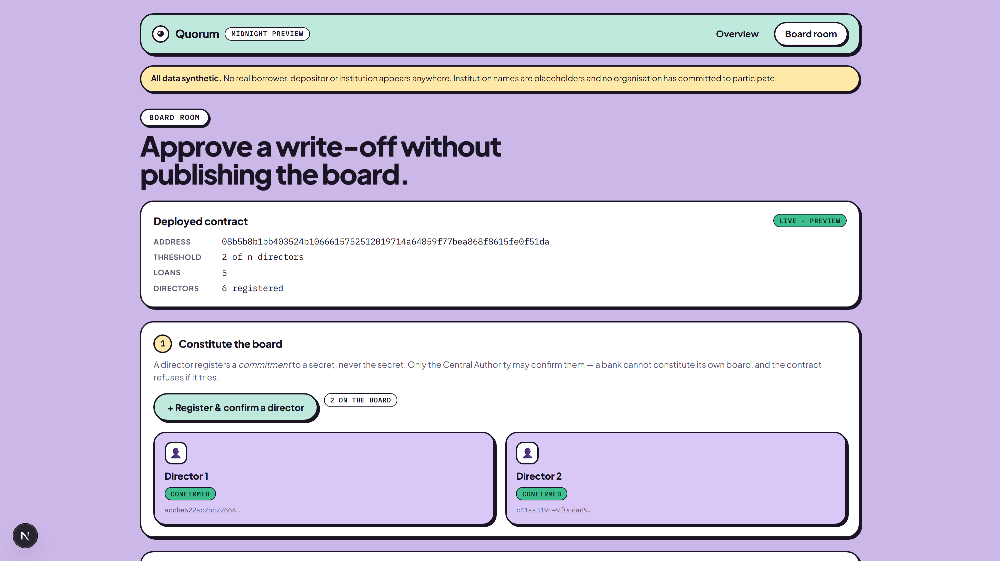 Quorum
MIDNIGHT PREVIEW
Overview
Board room
All data synthetic. No real borrower, depositor or institution appears anywhere. Institution names are placeholders and no organisation has committed to participate.
BOARD ROOM
Approve a write-off without
publishing the board.
Deployed contract
LIVE · PREVIEW
ADDRESS 08b5b8b1bb403524b1066615752512019714a64859f77bea868f8615fe0f51da
THRESHOLD 2 of n directors
LOANS 5
DIRECTORS 6 registered
1 Constitute the board
A director registers a commitment to a secret, never the secret. Only the Central Authority may confirm them — a bank cannot constitute its own board, and the contract
refuses if it tries.
+ Register & confirm a director
2 ON THE BOARD
Director 1
CONFIRMED
accbe622ac2bc22664…
Director 2
CONFIRMED
c41aa319ce9f0cdad9…
N